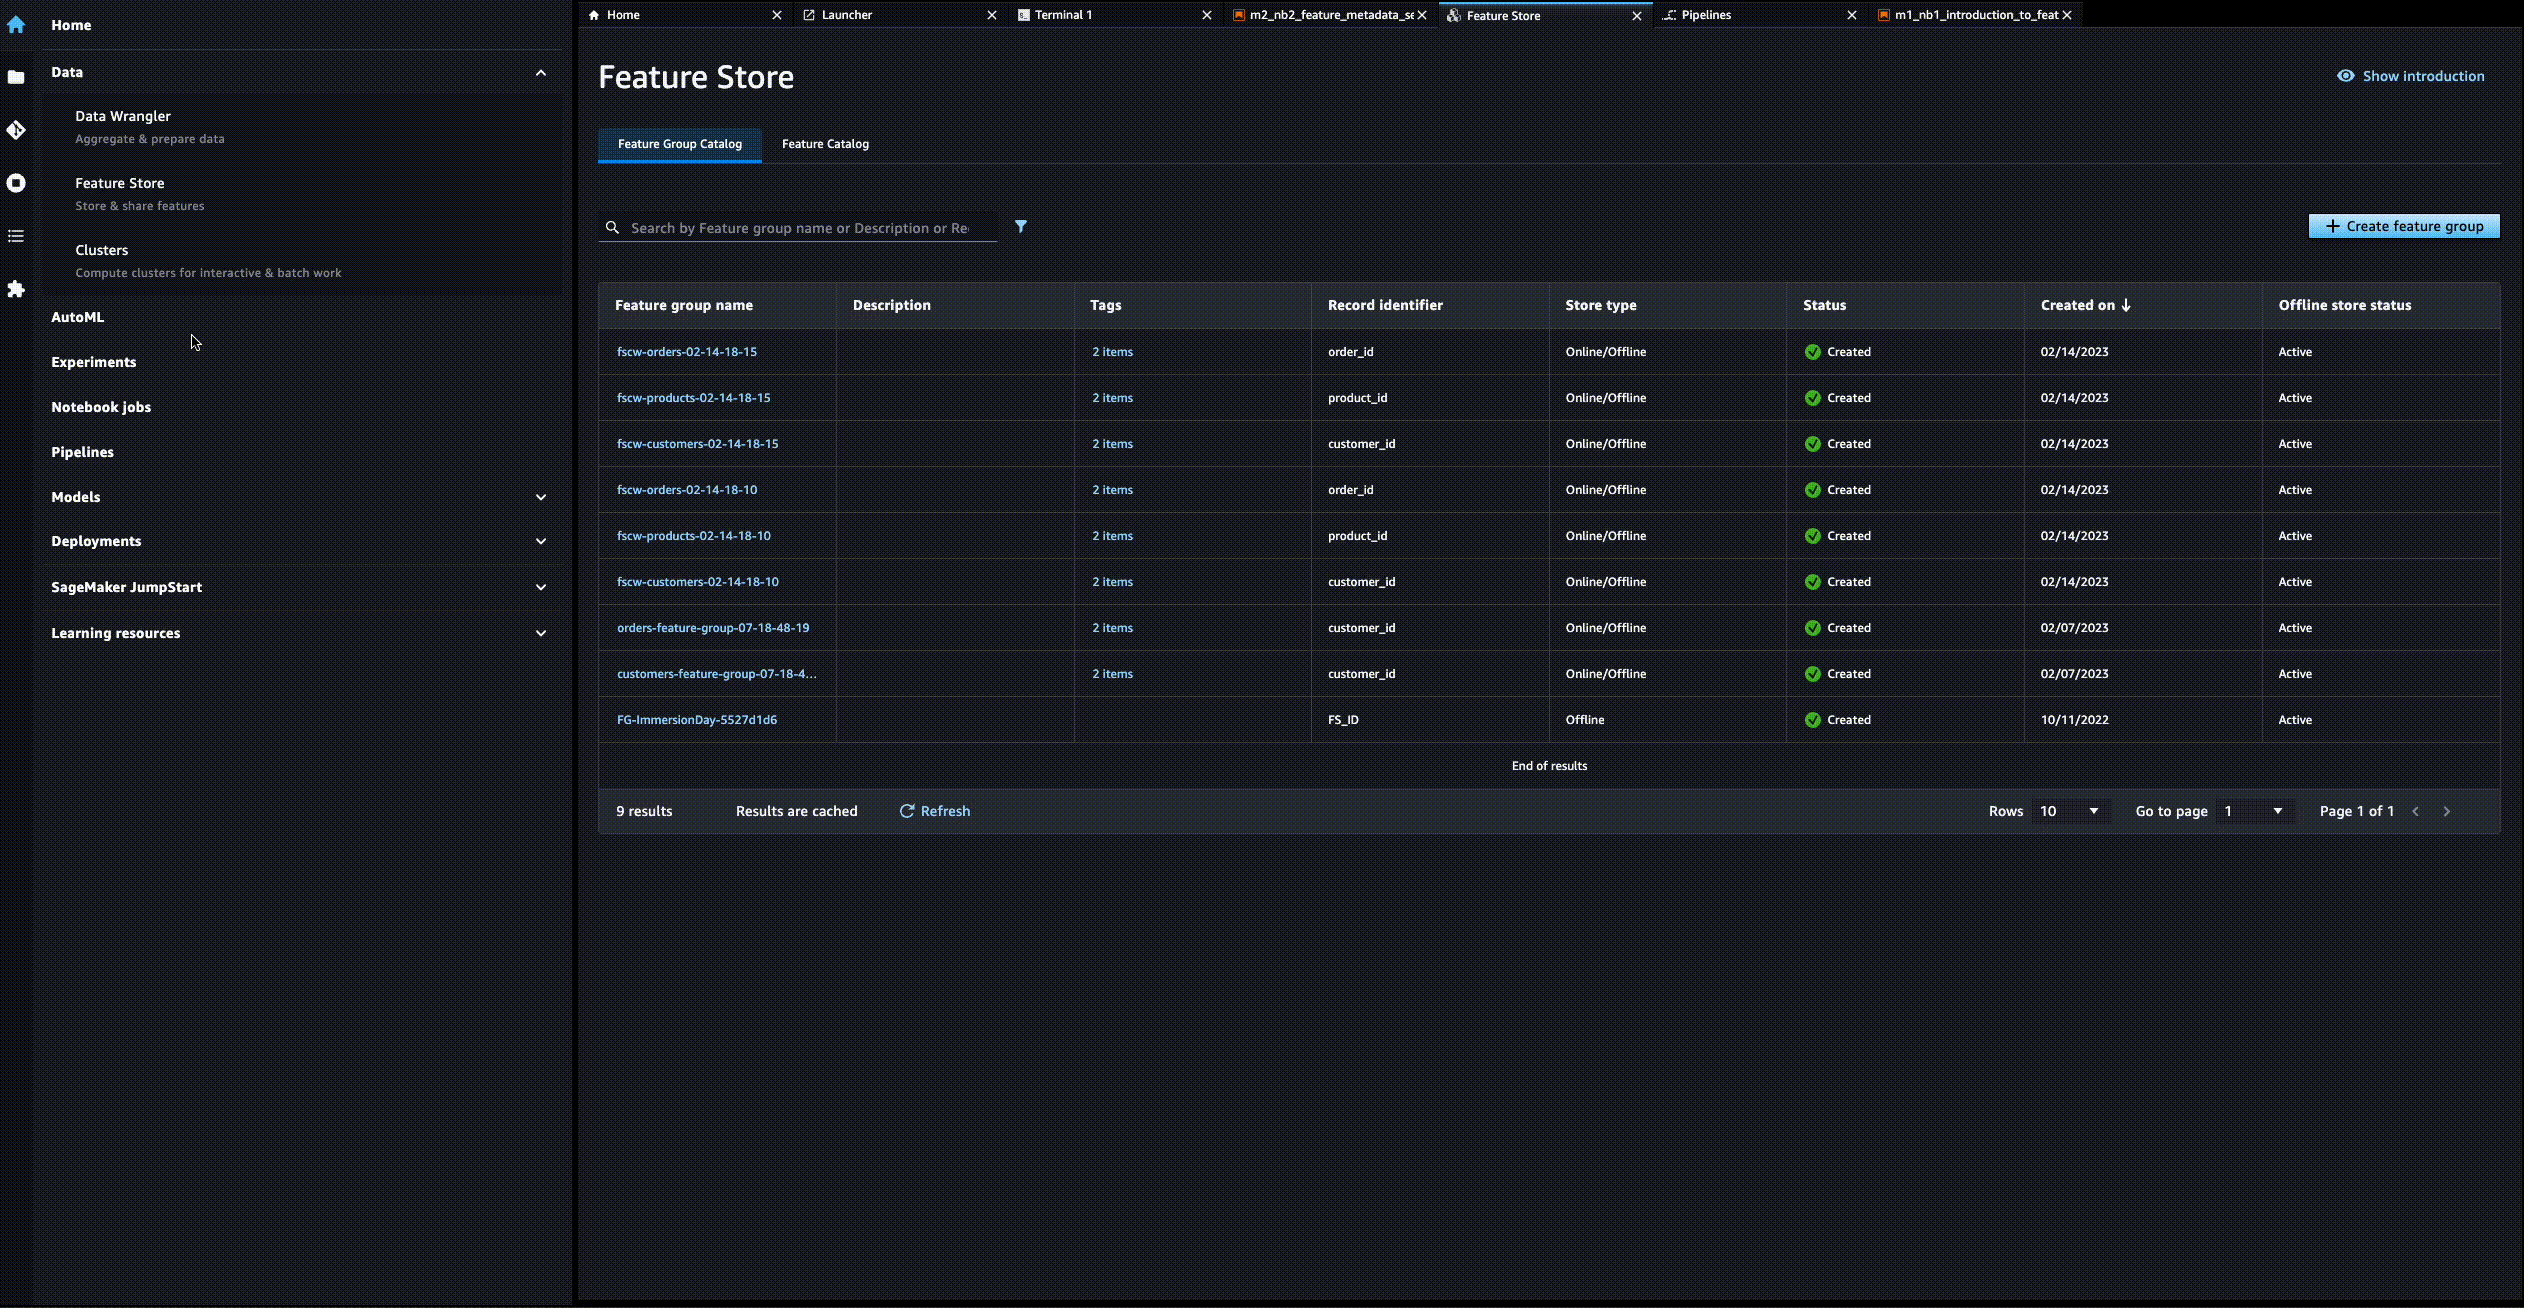 Home
Data
Data Wrangler
Aggregate & prepare data
Feature Store
Store & share features
Clusters
Compute clusters for interactive & batch work
AutoML
Experiments
Notebook jobs
Pipelines
Models
Deployments
SageMaker JumpStart
Learning resources
Home Launcher Terminal 1 m2_nb2_feature_metadata_se Feature Store Pipelines m1_nb1_introduction_to_feat
Feature Store
Show introduction
Feature Group Catalog Feature Catalog
Search by Feature group name or Description or Re
Create feature group
Feature group name Description Tags Record identifier Store type Status Created on Offline store status
fscw-orders-02-14-18-15 2 items order_id Online/Offline Created 02/14/2023 Active
fscw-products-02-14-18-15 2 items product_id Online/Offline Created 02/14/2023 Active
fscw-customers-02-14-18-15 2 items customer_id Online/Offline Created 02/14/2023 Active
fscw-orders-02-14-18-10 2 items order_id Online/Offline Created 02/14/2023 Active
fscw-products-02-14-18-10 2 items product_id Online/Offline Created 02/14/2023 Active
fscw-customers-02-14-18-10 2 items customer_id Online/Offline Created 02/14/2023 Active
orders-feature-group-07-18-48-19 2 items customer_id Online/Offline Created 02/07/2023 Active
customers-feature-group-07-18-4... 2 items customer_id Online/Offline Created 02/07/2023 Active
FG-ImmersionDay-5527d1d6 FS_ID Offline Created 10/11/2022 Active
End of results
9 results Results are cached Refresh Rows 10 Go to page 1 Page 1 of 1